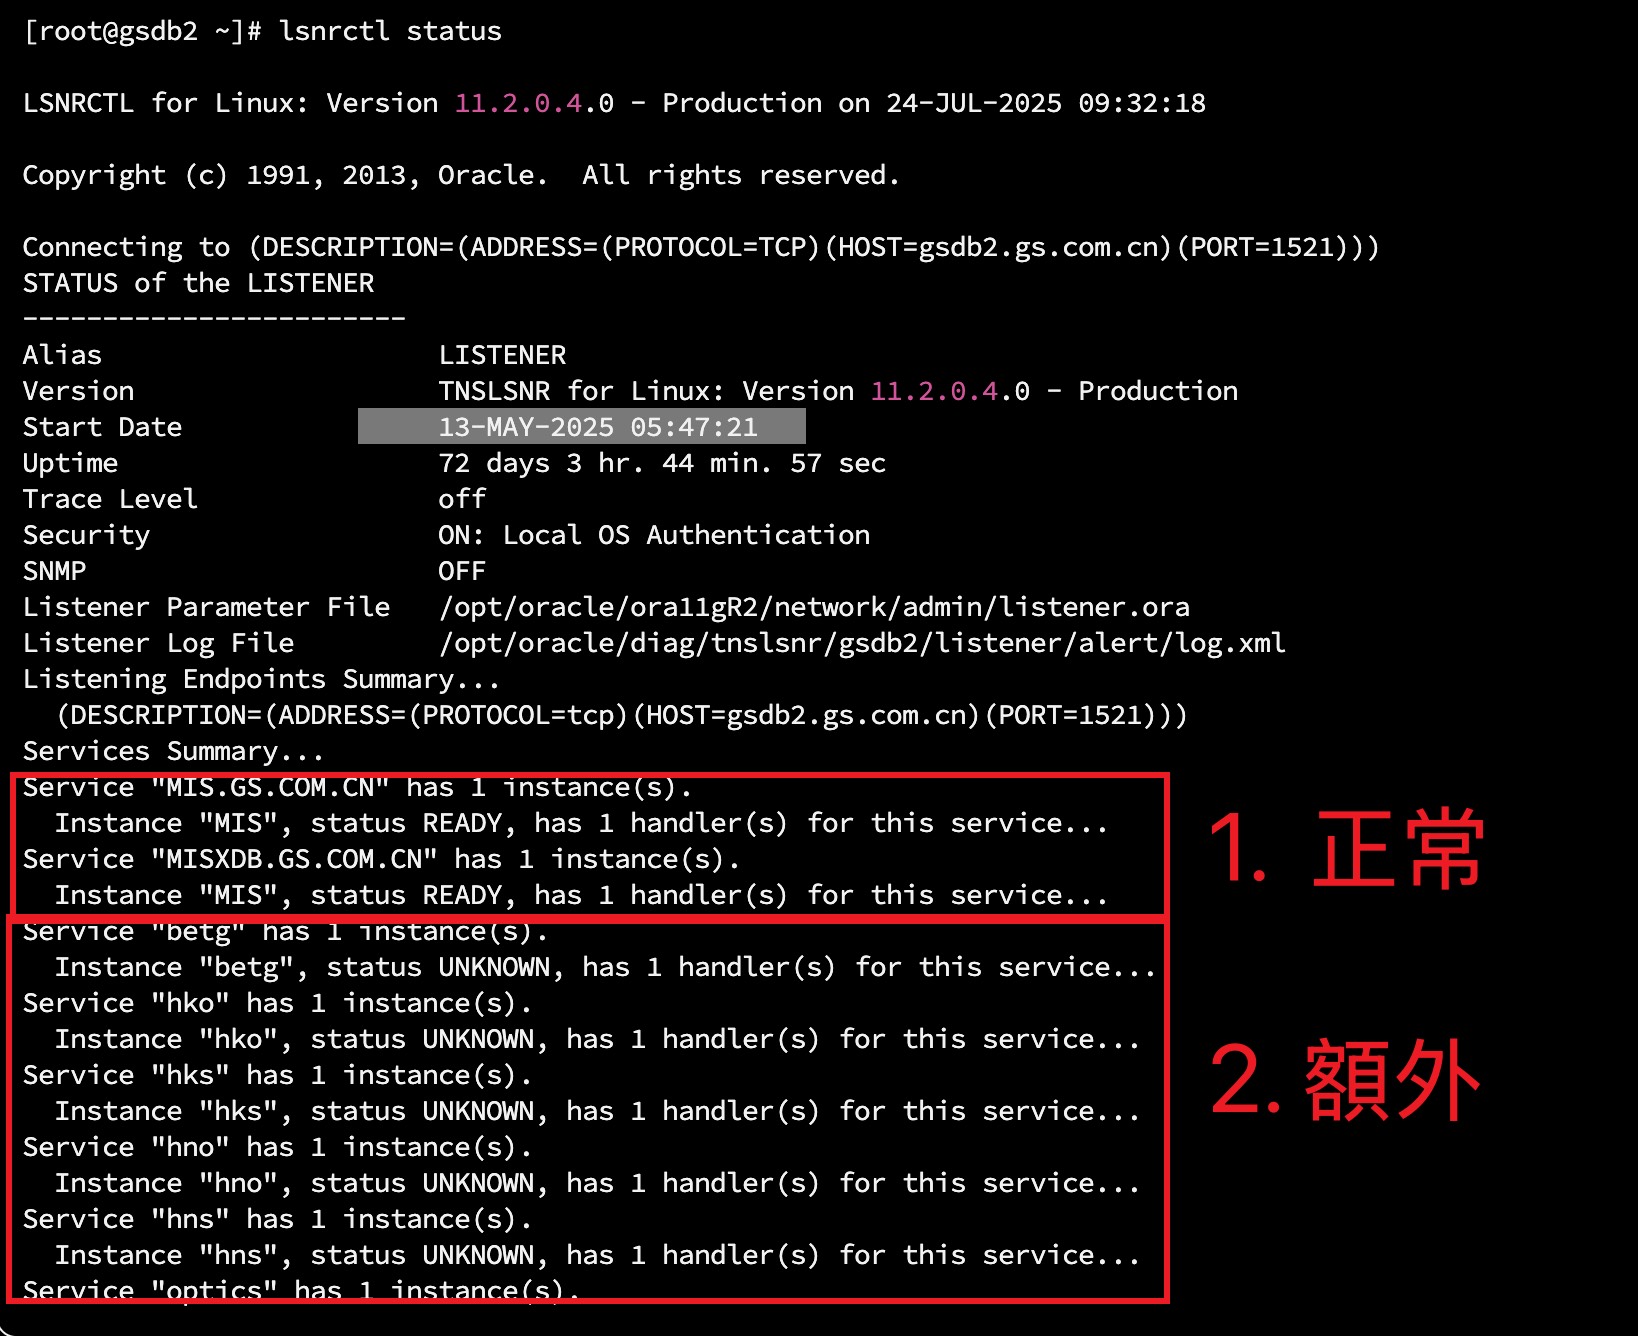 [root@gsdb2 ~]# lsnrctl status
LSNRCTL for Linux: Version 11.2.0.4.0 - Production on 24-JUL-2025 09:32:18
Copyright (c) 1991, 2013, Oracle.  All rights reserved.
Connecting to (DESCRIPTION=(ADDRESS=(PROTOCOL=TCP)(HOST=gsdb2.gs.com.cn)(PORT=1521)))
STATUS of the LISTENER
------------------------
Alias                     LISTENER
Version                   TNSLSNR for Linux: Version 11.2.0.4.0 - Production
Start Date                13-MAY-2025 05:47:21
Uptime                    72 days 3 hr. 44 min. 57 sec
Trace Level               off
Security                  ON: Local OS Authentication
SNMP                      OFF
Listener Parameter File   /opt/oracle/ora11gR2/network/admin/listener.ora
Listener Log File         /opt/oracle/diag/tnslsnr/gsdb2/listener/alert/log.xml
Listening Endpoints Summary...
  (DESCRIPTION=(ADDRESS=(PROTOCOL=tcp)(HOST=gsdb2.gs.com.cn)(PORT=1521)))
Services Summary...
Service "MIS.GS.COM.CN" has 1 instance(s).
  Instance "MIS", status READY, has 1 handler(s) for this service...
Service "MISXDB.GS.COM.CN" has 1 instance(s).
  Instance "MIS", status READY, has 1 handler(s) for this service...
1. 正常
Service "betg" has 1 instance(s).
  Instance "betg", status UNKNOWN, has 1 handler(s) for this service...
Service "hko" has 1 instance(s).
  Instance "hko", status UNKNOWN, has 1 handler(s) for this service...
Service "hks" has 1 instance(s).
  Instance "hks", status UNKNOWN, has 1 handler(s) for this service...
Service "hno" has 1 instance(s).
  Instance "hno", status UNKNOWN, has 1 handler(s) for this service...
Service "hns" has 1 instance(s).
  Instance "hns", status UNKNOWN, has 1 handler(s) for this service...
Service "optics" has 1 instance(s).
2. 額外